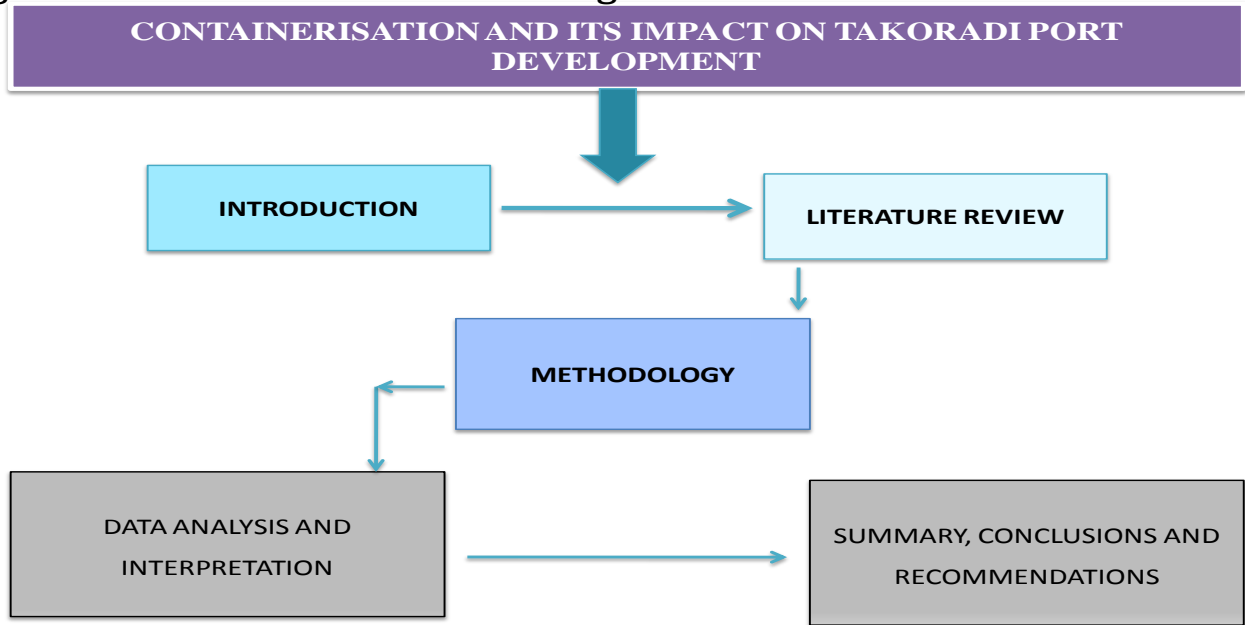 CONTAINERISATION AND ITS IMPACT ON TAKORADI PORT
DEVELOPMENT
INTRODUCTION
LITERATURE REVIEW
METHODOLOGY
DATA ANALYSIS AND
INTERPRETATION
SUMMARY, CONCLUSIONS AND
RECOMMENDATIONS